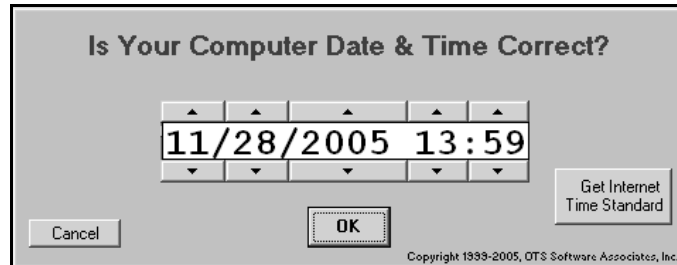 Is Your Computer Date & Time Correct?
11/28/2005 13:59
Get Internet
Time Standard
Cancel
OK
Copyright 1999-2005, OTS Software Associates, Inc.